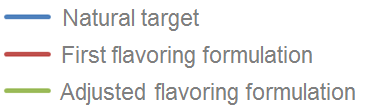 Natural target
First flavoring formulation
Adjusted flavoring formulation